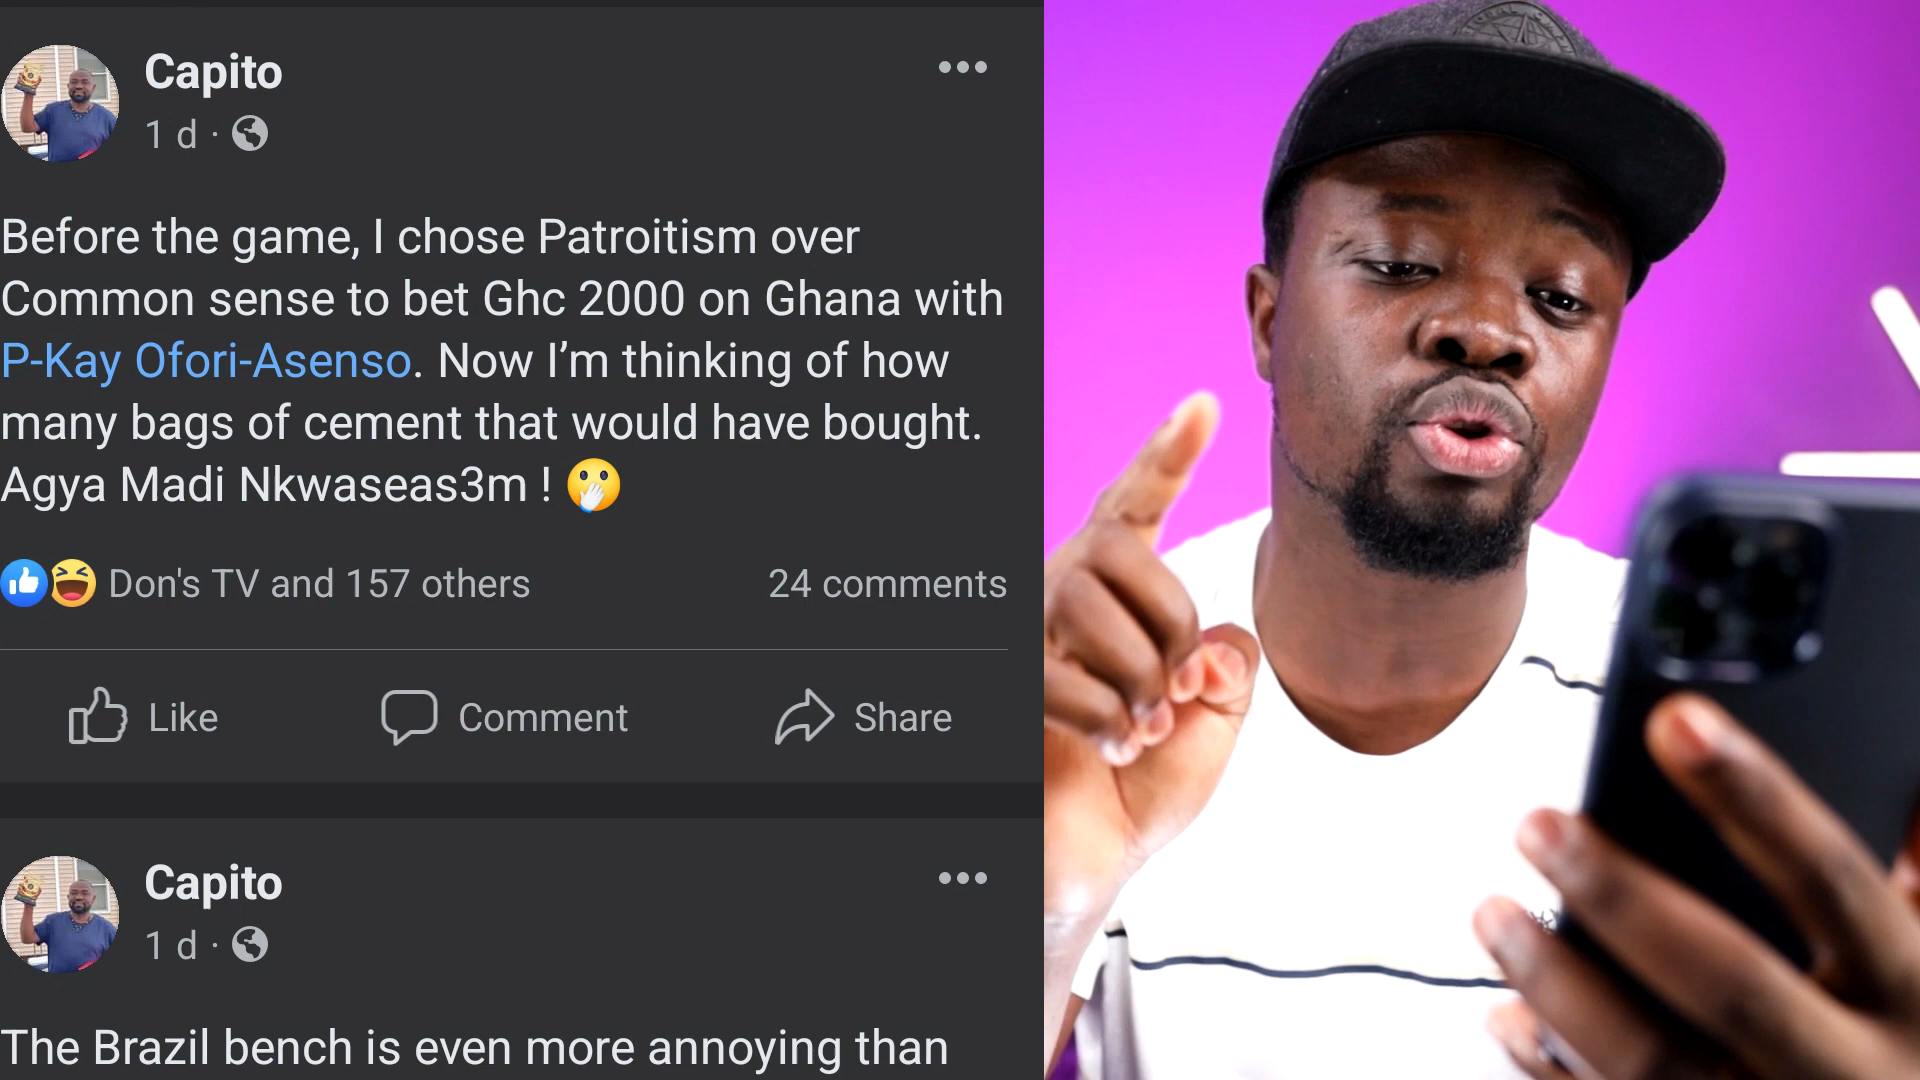 Capito
1 d ·
Before the game, I chose Patroitism over
Common sense to bet Ghc 2000 on Ghana with
P-Kay Ofori-Asenso. Now I’m thinking of how
many bags of cement that would have bought.
Agya Madi Nkwaseas3m ! 🫢
Don's TV and 157 others
24 comments
Like
Comment
Share
Capito
1 d ·
The Brazil bench is even more annoying than